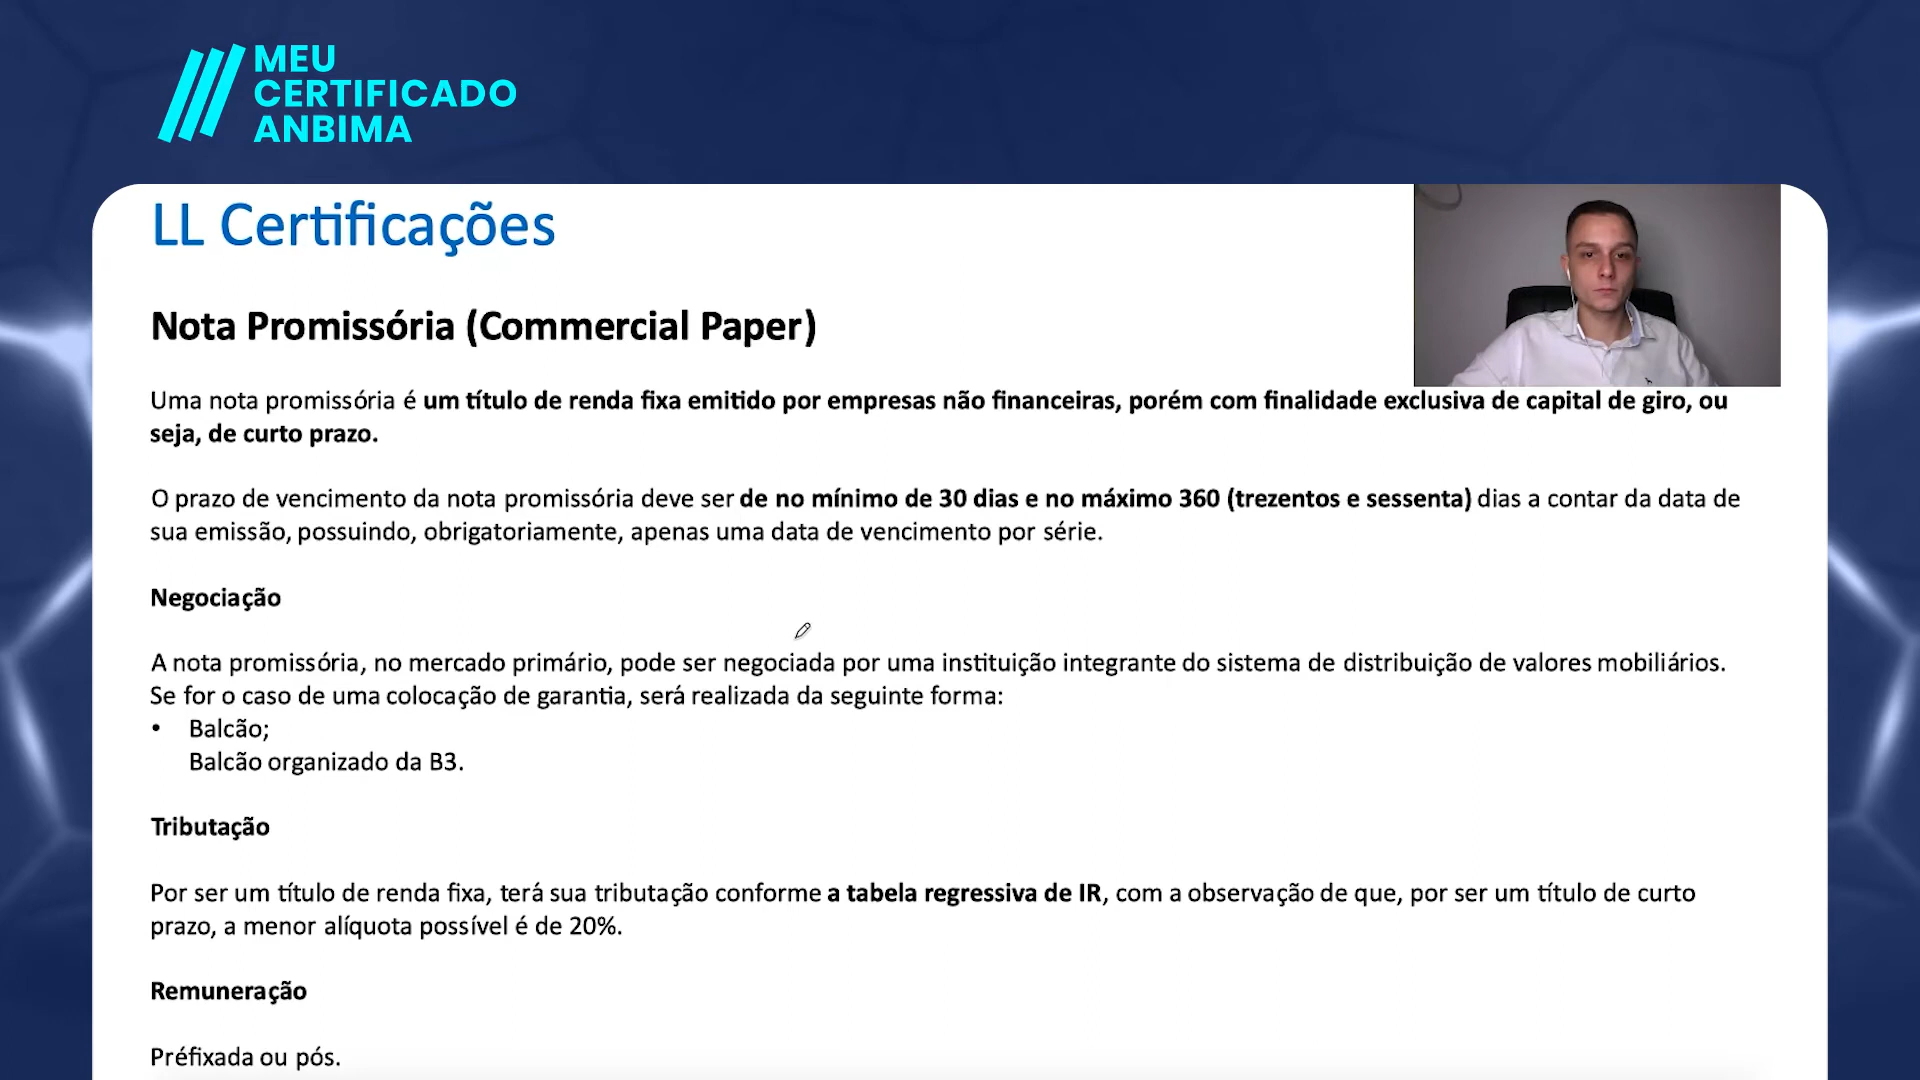 MEU
CERTIFICADO
ANBIMA
LL Certificações
Nota Promissória (Commercial Paper)
Uma nota promissória é um título de renda fixa emitido por empresas não financeiras, porém com finalidade exclusiva de capital de giro, ou
seja, de curto prazo.
O prazo de vencimento da nota promissória deve ser de no mínimo de 30 dias e no máximo 360 (trezentos e sessenta) dias a contar da data de
sua emissão, possuindo, obrigatoriamente, apenas uma data de vencimento por série.
Negociação
A nota promissória, no mercado primário, pode ser negociada por uma instituição integrante do sistema de distribuição de valores mobiliários.
Se for o caso de uma colocação de garantia, será realizada da seguinte forma:
• Balcão;
Balcão organizado da B3.
Tributação
Por ser um título de renda fixa, terá sua tributação conforme a tabela regressiva de IR, com a observação de que, por ser um título de curto
prazo, a menor alíquota possível é de 20%.
Remuneração
Préfixada ou pós.